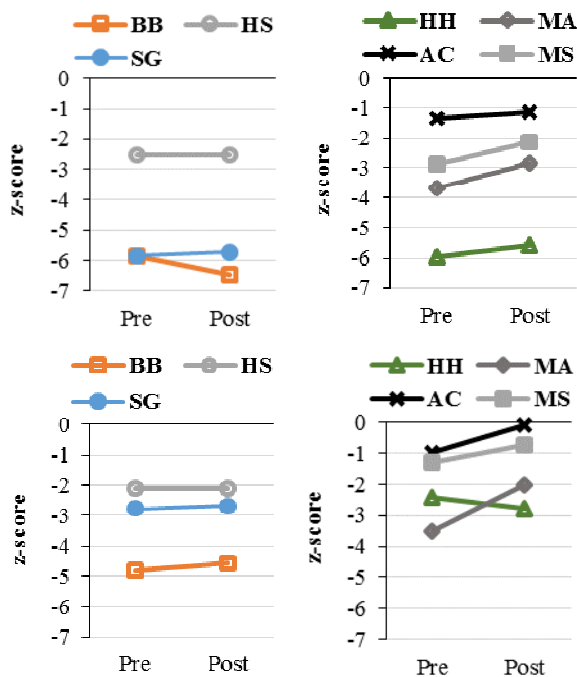 BB HS
SG
0
-1
-2
-3
-4
-5
-6
-7
z-score
Pre Post
HH MA
AC MS
0
-1
-2
-3
-4
-5
-6
-7
z-score
Pre Post
BB HS
SG
0
-1
-2
-3
-4
-5
-6
-7
z-score
Pre Post
HH MA
AC MS
0
-1
-2
-3
-4
-5
-6
-7
z-score
Pre Post